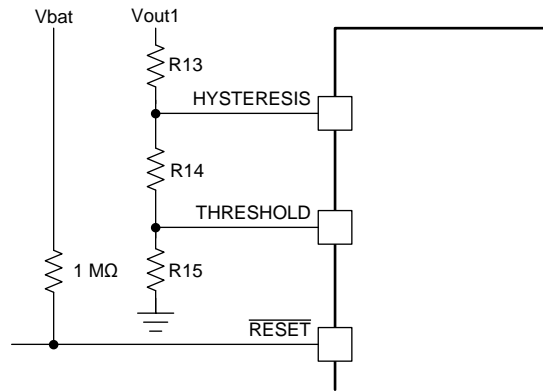 Vbat
Vout1
R13
HYSTERESIS
R14
THRESHOLD
1 MΩ
R15
RESET